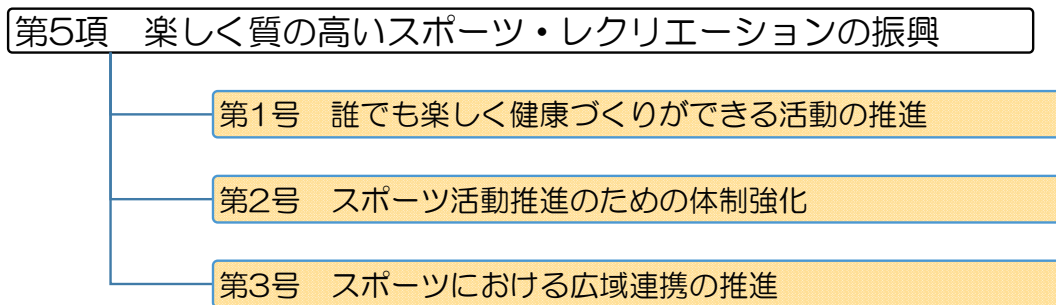 第5項　楽しく質の高いスポーツ・レクリエーションの振興
第1号　誰でも楽しく健康づくりができる活動の推進
第2号　スポーツ活動推進のための体制強化
第3号　スポーツにおける広域連携の推進